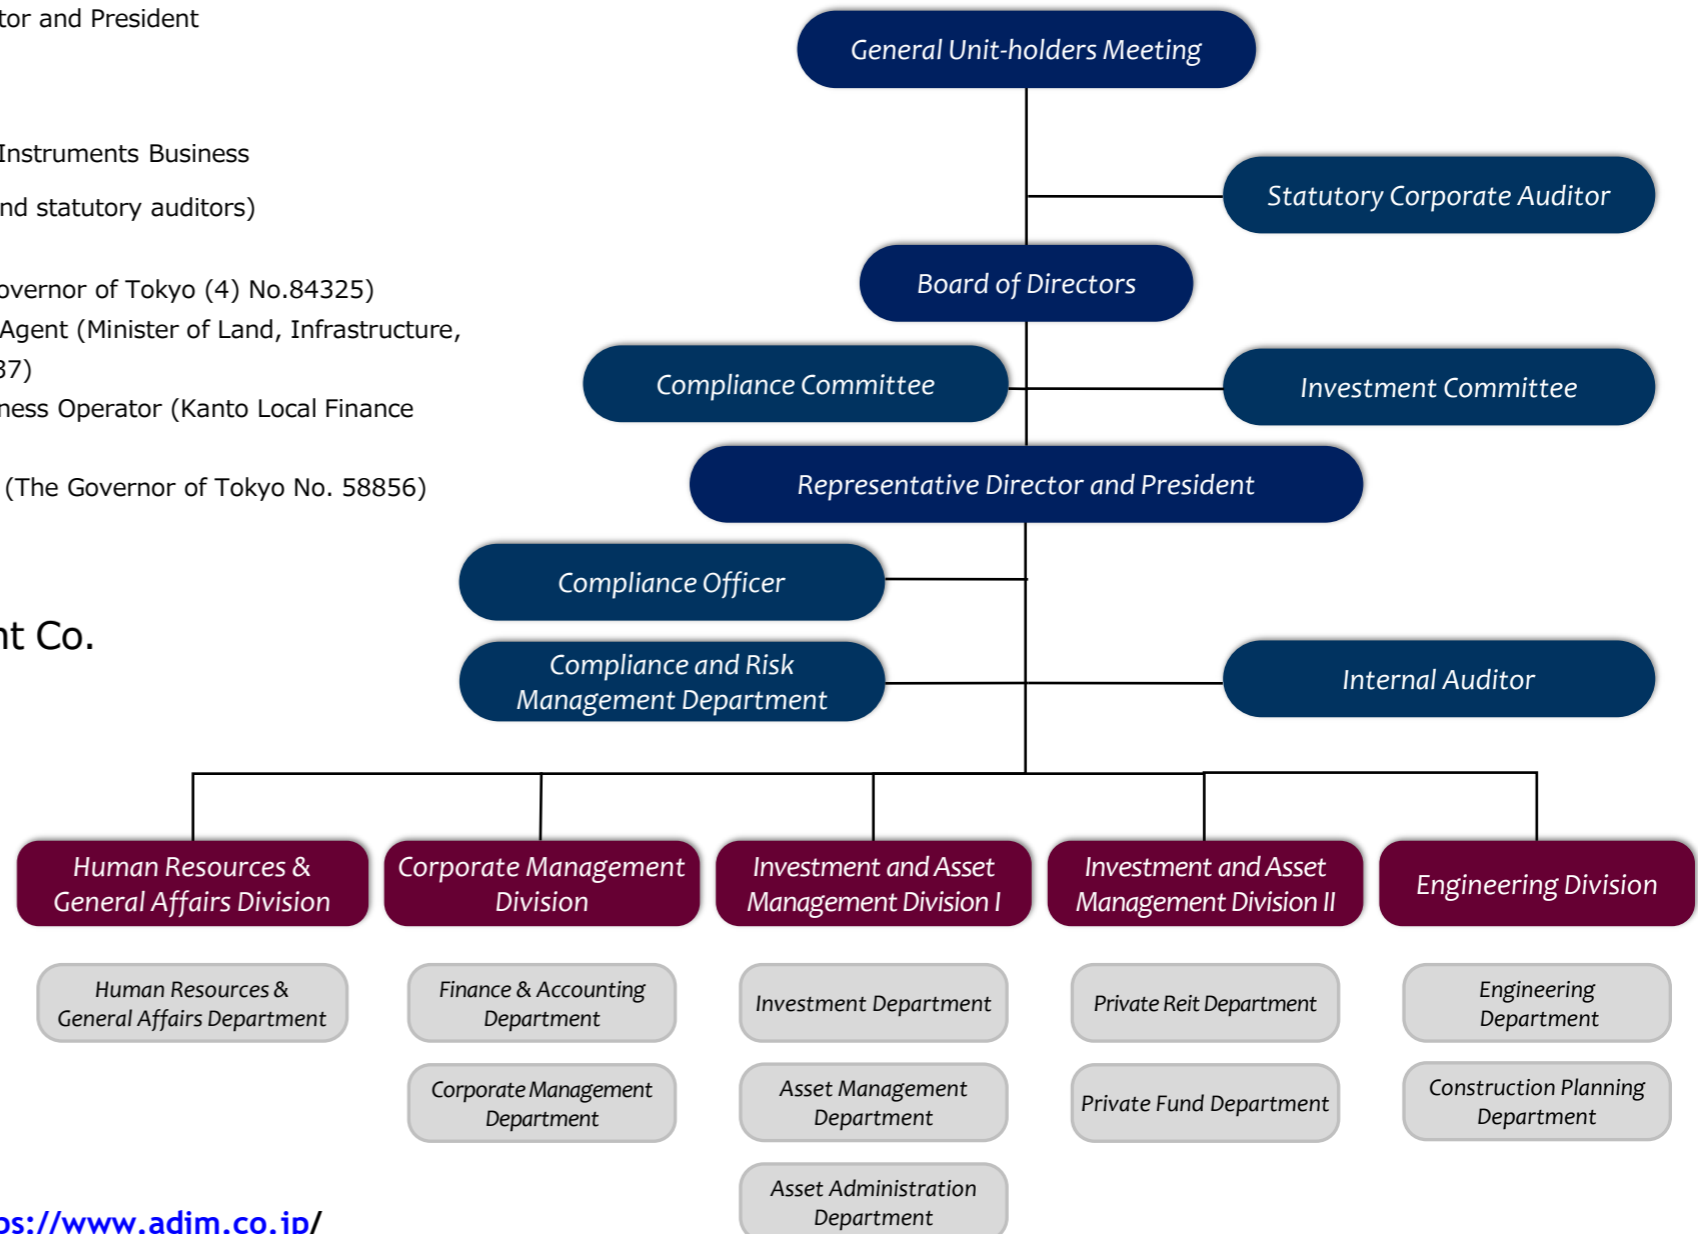 tor and President
Instruments Business
nd statutory auditors)
overnor of Tokyo (4) No.84325)
Agent (Minister of Land, Infrastructure,
37)
ness Operator (Kanto Local Finance
(The Governor of Tokyo No. 58856)
nt Co.
ps://www.adim.co.jp/
General Unit-holders Meeting
Statutory Corporate Auditor
Board of Directors
Compliance Committee
Investment Committee
Representative Director and President
Compliance Officer
Compliance and Risk
Management Department
Internal Auditor
Human Resources &
General Affairs Division
Corporate Management
Division
Investment and Asset
Management Division I
Investment and Asset
Management Division II
Engineering Division
Human Resources &
General Affairs Department
Finance & Accounting
Department
Corporate Management
Department
Investment Department
Asset Management
Department
Asset Administration
Department
Private Reit Department
Private Fund Department
Engineering
Department
Construction Planning
Department